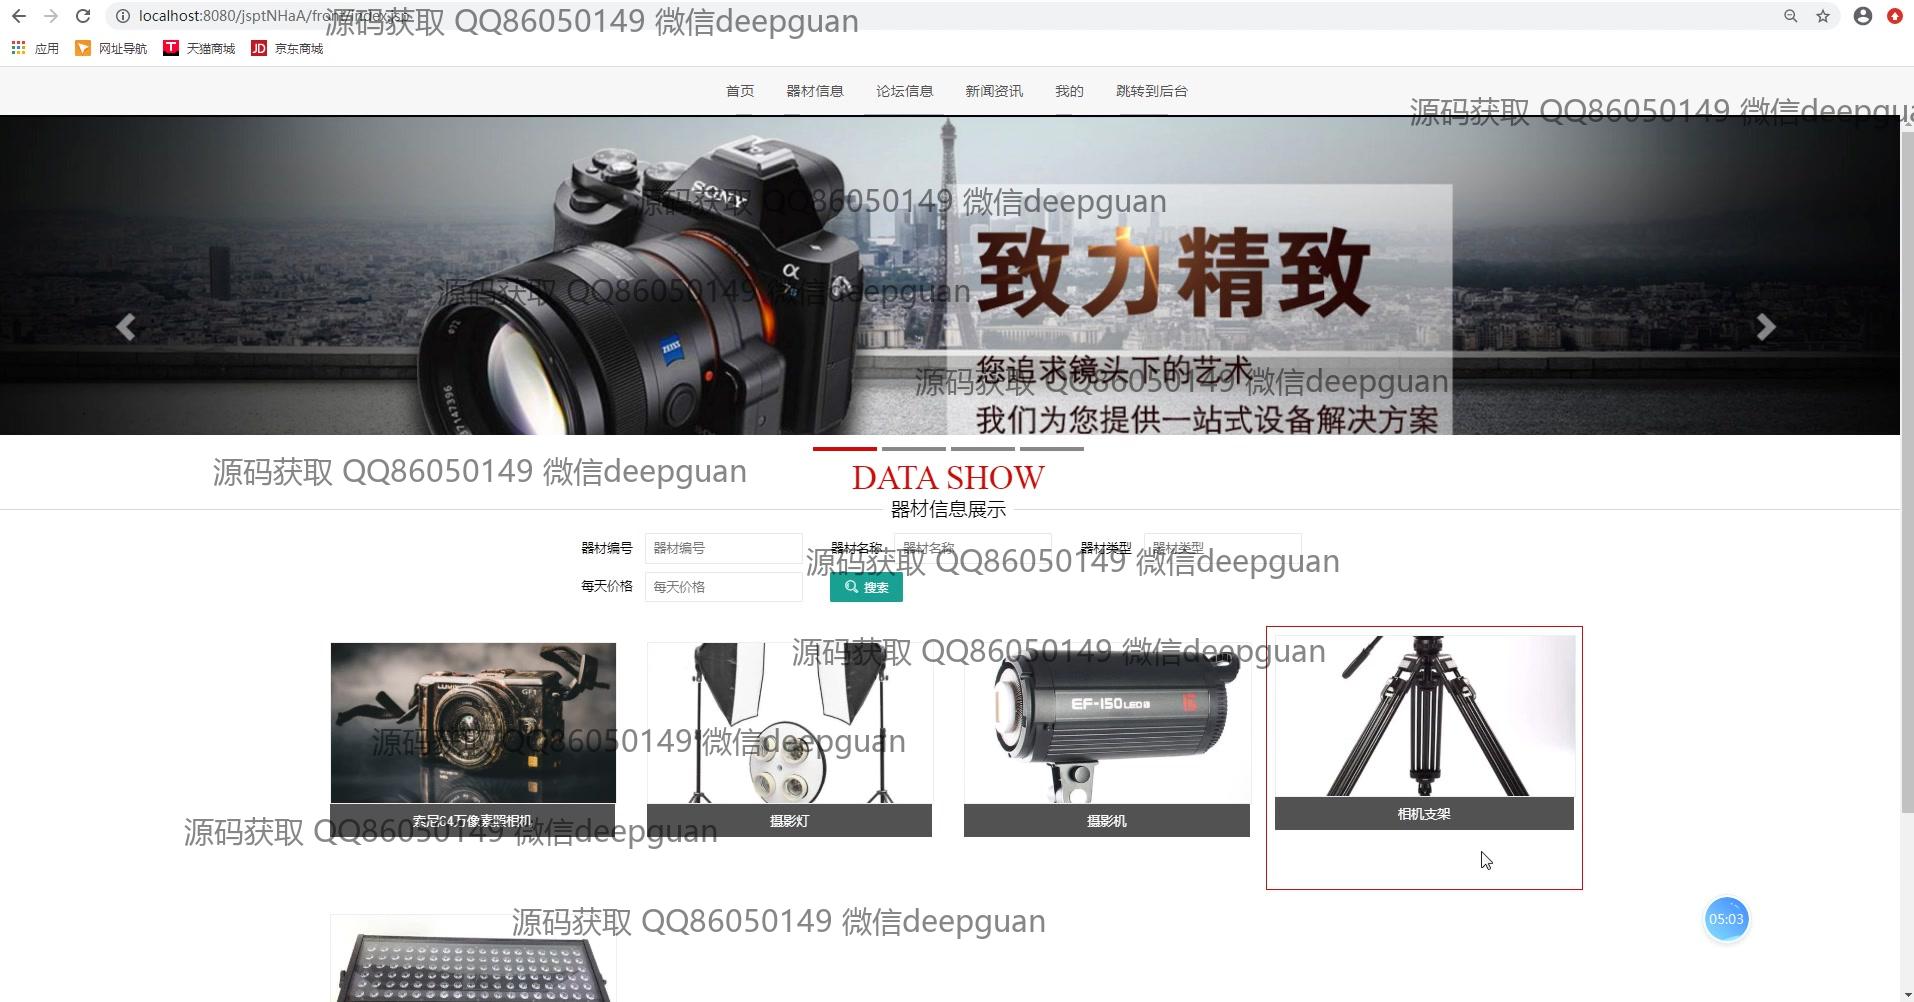 localhost:8080/jsptNHaA/front/index.jsp
源码获取 QQ86050149 微信deepguan
应用 网址导航 天猫商城 JD 京东商城
首页 器材信息 论坛信息 新闻资讯 我的 跳转到后台
源码获取 QQ86050149 微信deepgua
SONY
源码获取 QQ86050149 微信deepguan
致力精致
α
源码获取 QQ86050149 微信deepguan
ZEISS
您追求镜头下的艺术
源码获取 QQ86050149 微信deepguan
我们为您提供一站式设备解决方案
源码获取 QQ86050149 微信deepguan
DATA SHOW
器材信息展示
器材编号 器材编号 器材名称 器材名称 器材类型 器材类型
源码获取 QQ86050149 微信deepguan
每天价格 每天价格 搜索
源码获取 QQ86050149 微信deepguan
GF1
EF-150 LED
源码获取 QQ86050149 微信deepguan
相机支架
索尼64万像素照相机 摄影灯 摄影机
源码获取 QQ86050149 微信deepguan
源码获取 QQ86050149 微信deepguan
05:03